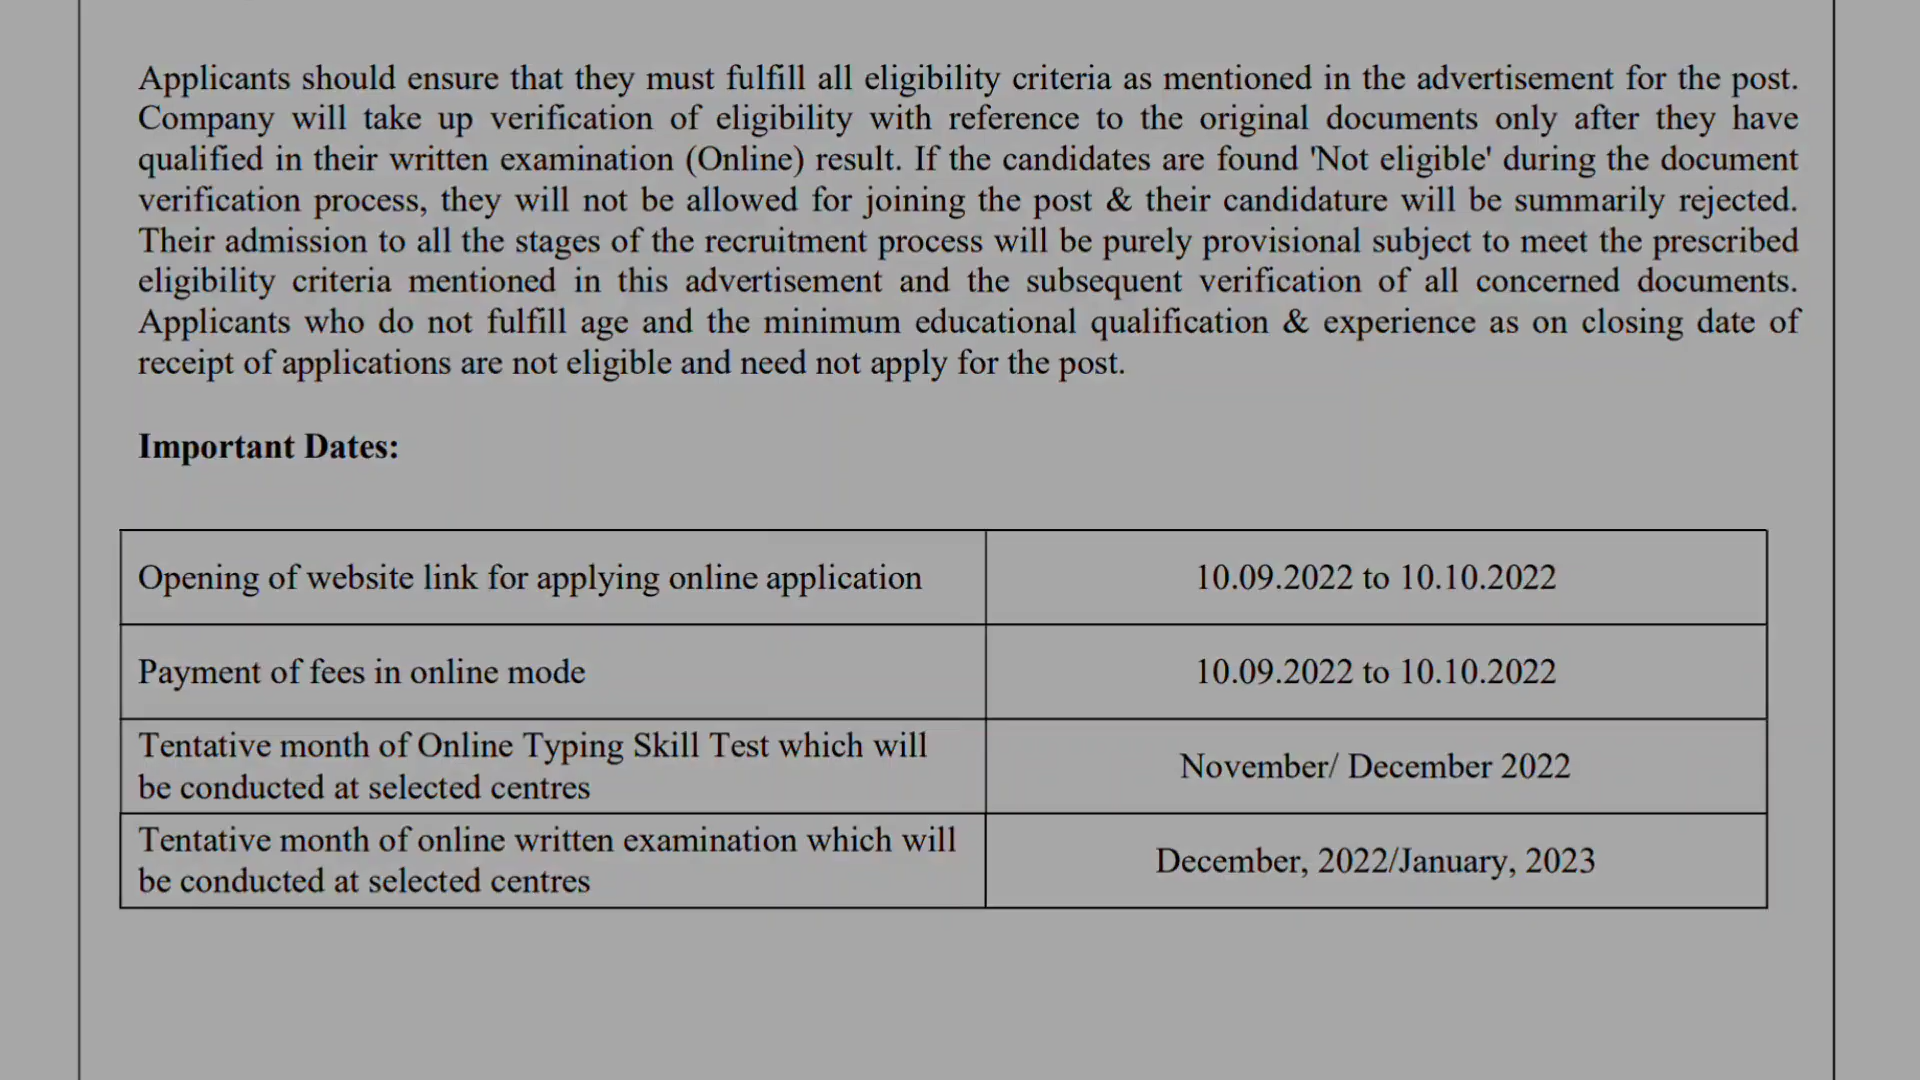 Applicants should ensure that they must fulfill all eligibility criteria as mentioned in the advertisement for the post.
Company will take up verification of eligibility with reference to the original documents only after they have
qualified in their written examination (Online) result. If the candidates are found 'Not eligible' during the document
verification process, they will not be allowed for joining the post & their candidature will be summarily rejected.
Their admission to all the stages of the recruitment process will be purely provisional subject to meet the prescribed
eligibility criteria mentioned in this advertisement and the subsequent verification of all concerned documents.
Applicants who do not fulfill age and the minimum educational qualification & experience as on closing date of
receipt of applications are not eligible and need not apply for the post.
Important Dates:
Opening of website link for applying online application
10.09.2022 to 10.10.2022
Payment of fees in online mode
10.09.2022 to 10.10.2022
Tentative month of Online Typing Skill Test which will
be conducted at selected centres
November/ December 2022
Tentative month of online written examination which will
be conducted at selected centres
December, 2022/January, 2023